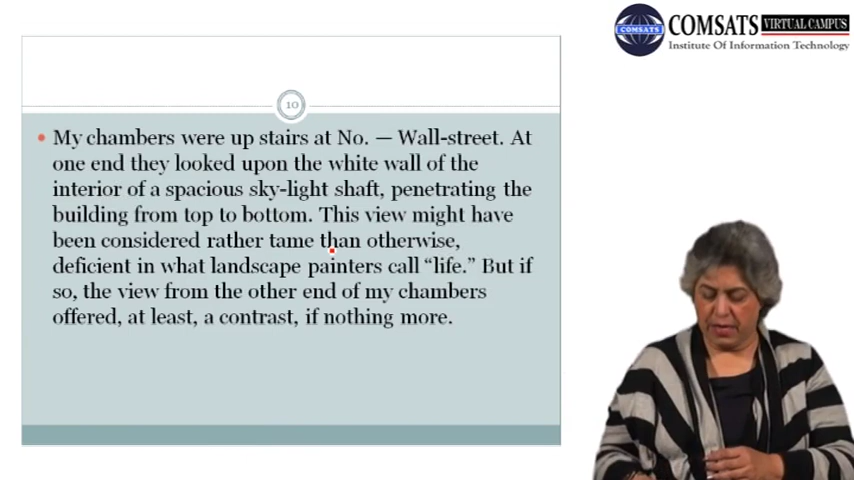 COMSATS VIRTUAL CAMPUS
COMSATS
Institute Of Information Technology
10
• My chambers were up stairs at No. — Wall-street. At
one end they looked upon the white wall of the
interior of a spacious sky-light shaft, penetrating the
building from top to bottom. This view might have
been considered rather tame than otherwise,
deficient in what landscape painters call “life.” But if
so, the view from the other end of my chambers
offered, at least, a contrast, if nothing more.